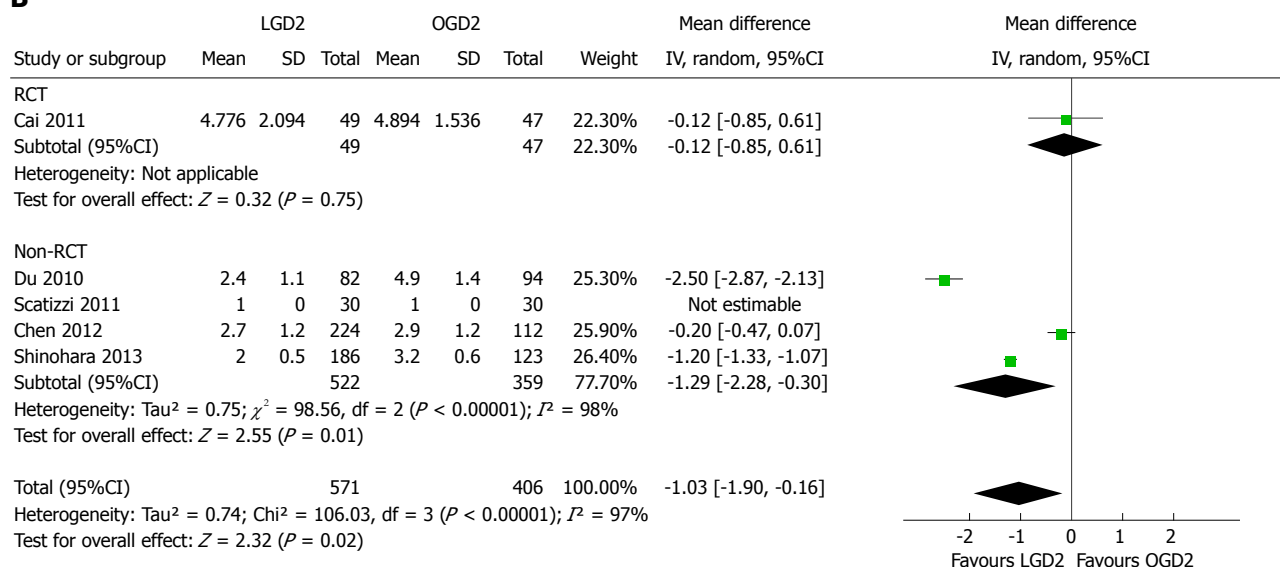 B
LGD2 OGD2 Mean difference Mean difference
Study or subgroup Mean SD Total Mean SD Total Weight IV, random, 95%CI IV, random, 95%CI
RCT
Cai 2011 4.776 2.094 49 4.894 1.536 47 22.30% -0.12 [-0.85, 0.61]
Subtotal (95%CI) 49 47 22.30% -0.12 [-0.85, 0.61]
Heterogeneity: Not applicable
Test for overall effect: Z = 0.32 (P = 0.75)
Non-RCT
Du 2010 2.4 1.1 82 4.9 1.4 94 25.30% -2.50 [-2.87, -2.13]
Scatizzi 2011 1 0 30 1 0 30 Not estimable
Chen 2012 2.7 1.2 224 2.9 1.2 112 25.90% -0.20 [-0.47, 0.07]
Shinohara 2013 2 0.5 186 3.2 0.6 123 26.40% -1.20 [-1.33, -1.07]
Subtotal (95%CI) 522 359 77.70% -1.29 [-2.28, -0.30]
Heterogeneity: Tau² = 0.75; χ² = 98.56, df = 2 (P < 0.00001); I² = 98%
Test for overall effect: Z = 2.55 (P = 0.01)
Total (95%CI) 571 406 100.00% -1.03 [-1.90, -0.16]
Heterogeneity: Tau² = 0.74; Chi² = 106.03, df = 3 (P < 0.00001); I² = 97%
Test for overall effect: Z = 2.32 (P = 0.02)
-2 -1 0 1 2
Favours LGD2 Favours OGD2